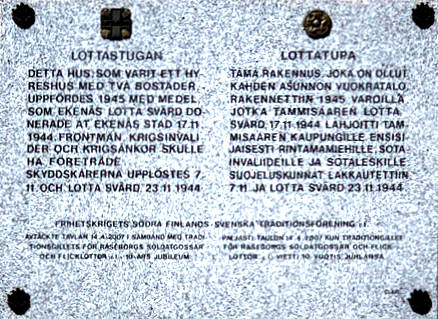 LOTTASTUGAN
DETTA HUS, SOM VARIT ETT HY
RESHUS MED TVÅ BOSTÄDER,
UPPFÖRDES 1945 MED MEDEL,
SOM EKENÄS LOTTA SVÄRD DO
NERADE ÅT EKENÄS STAD 17.11
1944. FRONTMÄN, KRIGSINVALI
DER OCH KRIGSÄNKOR SKULLE
HA FÖRETRÄDE.
SKYDDSKÅRERNA UPPLÖSTES 7.
11 OCH LOTTA SVÄRD 23.11 1944
LOTTATUPA
TÄMÄ RAKENNUS, JOKA ON OLLUT
KAHDEN ASUNNON VUOKRATALO,
RAKENNETTIIN 1945 VAROILLA
JOTKA TAMMISAAREN LOTTA
SVÄRD 17.11 1944 LAHJOITTI TAM
MISAAREN KAUPUNGILLE ENSISI
JAISESTI RINTAMAMIEHILLE, SOTA
INVALIIDEILLE JA SOTALESKILLE.
SUOJELUSKUNNAT LAKKAUTETTIIN
7.11 JA LOTTA SVÄRD 23.11 1944
FRIHETSKRIGETS SÖDRA FINLANDS SVENSKA TRADITIONSFÖRENING r.f.
AVTÄCKTE TAVLAN 14.4.2007 I SAMBAND MED TRADI
TIONSGILLETS FÖR RASEBORGS SOLDATGOSSAR
OCH FLICKLOTTOR r.f. 10-ÅRS JUBILEUM
PALJASTI TAULUN 14.4.2007 KUN TRADITIONSGILLET
FÖR RASEBORGS SOLDATGOSSAR OCH FLICK
LOTTOR r.f. VIETTI 10 VUOTIS JUHLANSA